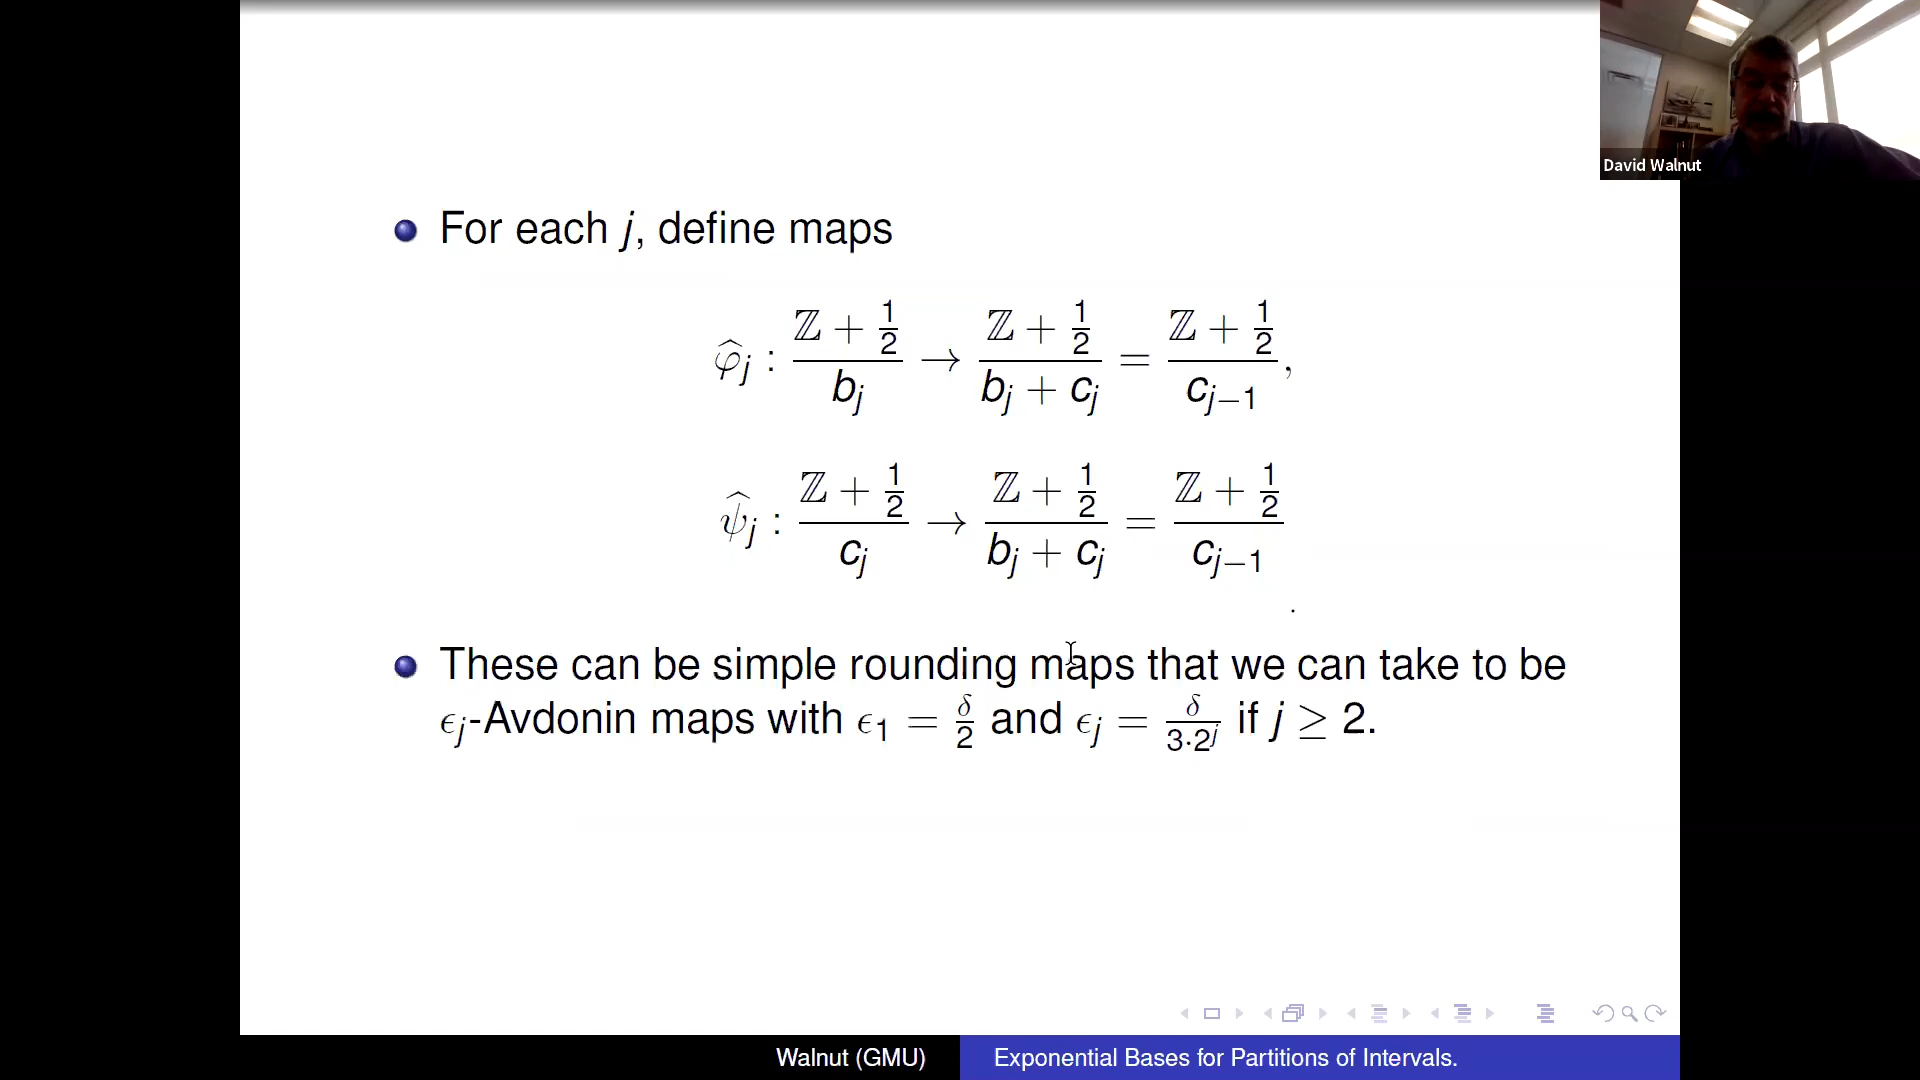 David Walnut
For each j, define maps
φ̂_j : (ℤ + 1/2)/b_j → (ℤ + 1/2)/(b_j + c_j) = (ℤ + 1/2)/c_{j−1},
ψ̂_j : (ℤ + 1/2)/c_j → (ℤ + 1/2)/(b_j + c_j) = (ℤ + 1/2)/c_{j−1}
.
These can be simple rounding maps that we can take to be
ϵ_j-Avdonin maps with ϵ_1 = δ/2 and ϵ_j = δ/(3·2^j) if j ≥ 2.
Walnut (GMU) Exponential Bases for Partitions of Intervals.